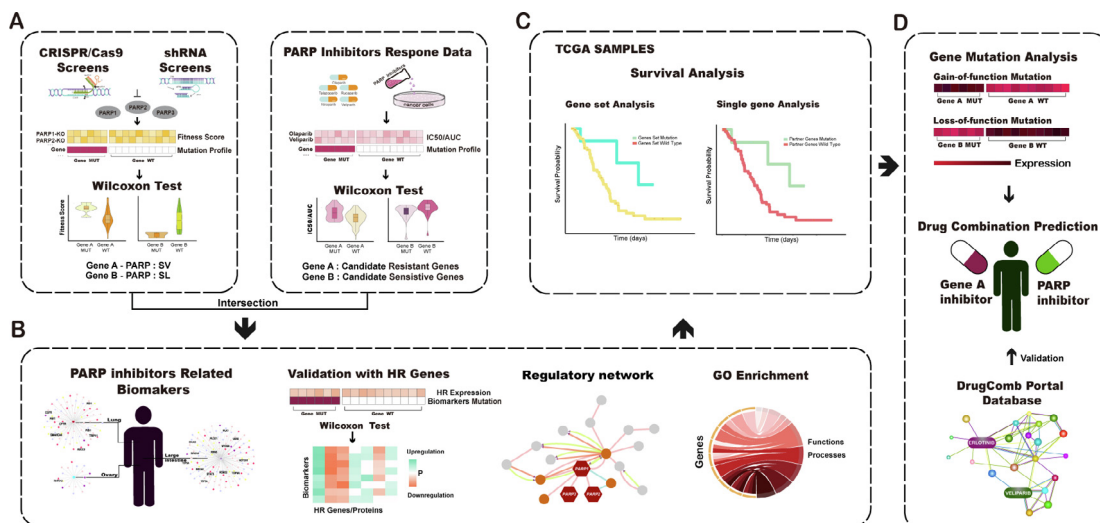 A
CRISPR/Cas9
Screens
shRNA
Screens
PARP1
PARP2
PARP3
PARP1-KO
PARP2-KO
Fitness Score
Gene
Mutation Profile
...
Gene MUT
Gene WT
Wilcoxon Test
Fitness Score
Gene A
MUT
Gene A
WT
Gene B
MUT
Gene B
WT
Gene A - PARP : SV
Gene B - PARP : SL
PARP Inhibitors Respone Data
PARP inhibitors
cancer cells
Olaparib
Veliparib
IC50/AUC
Gene
Mutation Profile
...
Gene MUT
Gene WT
Wilcoxon Test
IC50/AUC
Gene A
MUT
Gene A
WT
Gene B
MUT
Gene B
WT
Gene A : Candidate Resistant Genes
Gene B : Candidate Sensistive Genes
Intersection
B
PARP inhibitors Related
Biomakers
Lung
Large
Intestine
Ovary
Validation with HR Genes
HR Expression
Biomarkers Mutation
Gene MUT
Gene WT
Wilcoxon Test
Biomarkers
HR Genes/Proteins
Upregulation
P
Downregulation
Regulatory network
PARP1
PARP2
PARP3
GO Enrichment
Genes
Functions
Processes
C
TCGA SAMPLES
Survival Analysis
Gene set Analysis
Genes Set Mutation
Genes Set Wild Type
Survival Probability
Time (days)
Single gene Analysis
Partner Genes Mutation
Partner Genes Wild Type
Survival Probability
Time (days)
D
Gene Mutation Analysis
Gain-of-function Mutation
Gene A MUT
Gene A WT
Loss-of-function Mutation
Gene B MUT
Gene B WT
Expression
Drug Combination Prediction
Gene A
inhibitor
PARP
inhibitor
Validation
DrugComb Portal
Database
VELIPARIB